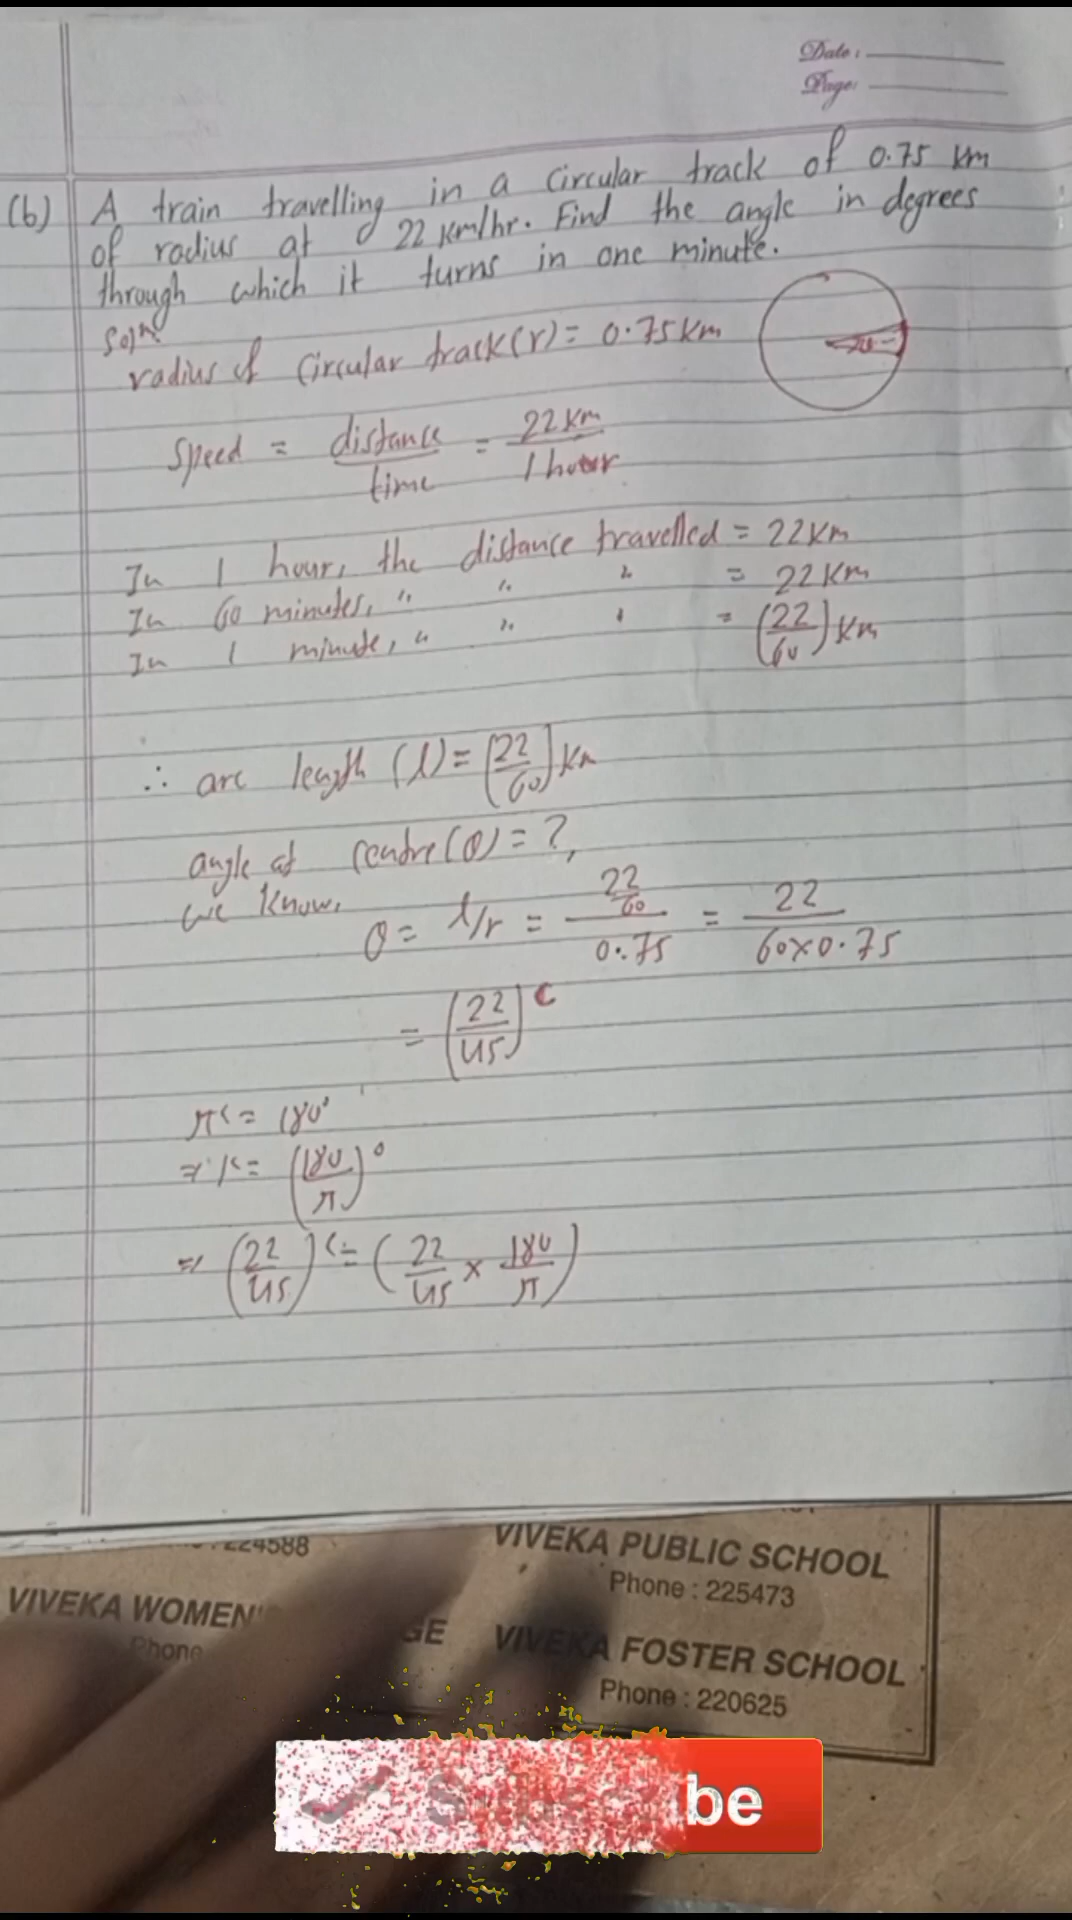 Date:
Page:
(b) A train travelling in a circular track of 0.75 km
of radius at 22 km/hr. Find the angle in degrees
through which it turns in one minute.
Soln
radius of circular track(r) = 0.75 km
Speed = distance/time = 22 km/1 hour
In 1 hour, the distance travelled = 22 km
In 60 minutes, " " " = 22 km
In 1 minute, " " " = (22/60) km
∴ arc length (l) = (22/60) km
angle at centre (θ) = ?,
we know,
θ = l/r = 22/60/0.75 = 22/60×0.75
= (22/45)ᶜ
πᶜ = 180°
⇒ 1ᶜ = (180/π)°
⇒ (22/45)ᶜ = (22/45 × 180/π)
224588
VIVEKA PUBLIC SCHOOL
Phone : 225473
VIVEKA WOMEN'
GE
Phone
VIVEKA FOSTER SCHOOL
Phone : 220625
be